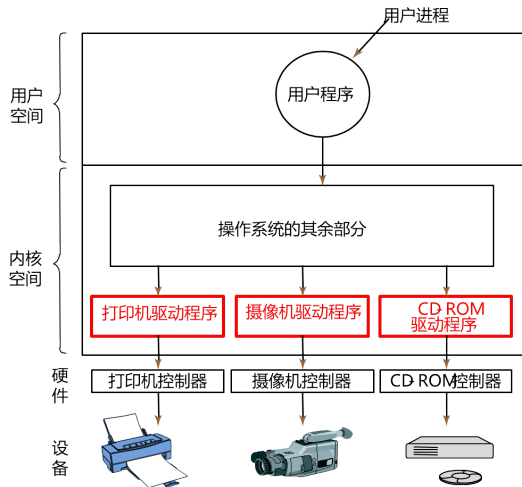 用户进程
用户
空间
用户程序
内核
空间
操作系统的其余部分
打印机驱动程序
摄像机驱动程序
CD-ROM
驱动程序
硬
件
打印机控制器
摄像机控制器
CD-ROM控制器
设
备